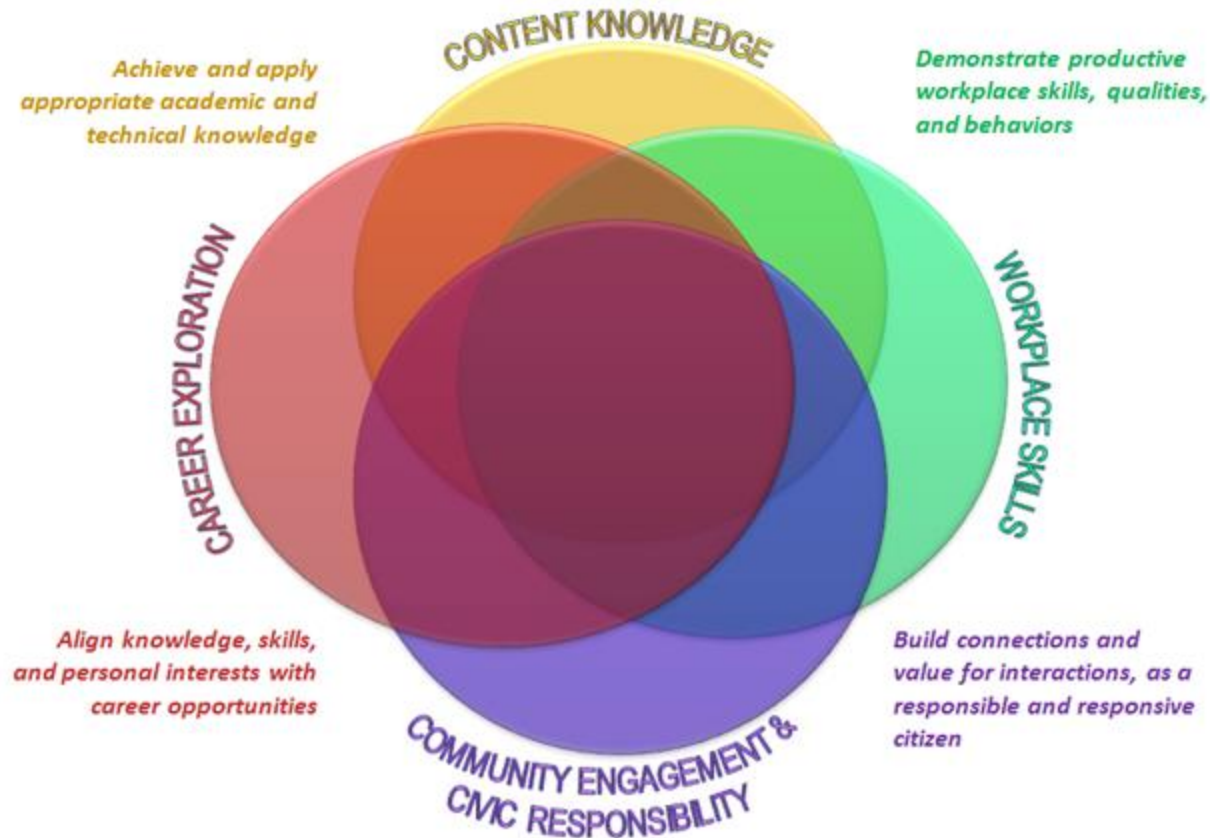 CONTENT KNOWLEDGE
Achieve and apply
appropriate academic and
technical knowledge
Demonstrate productive
workplace skills, qualities,
and behaviors
CAREER EXPLORATION
WORKPLACE SKILLS
Align knowledge, skills,
and personal interests with
career opportunities
Build connections and
value for interactions, as a
responsible and responsive
citizen
COMMUNITY ENGAGEMENT &
CIVIC RESPONSIBILITY